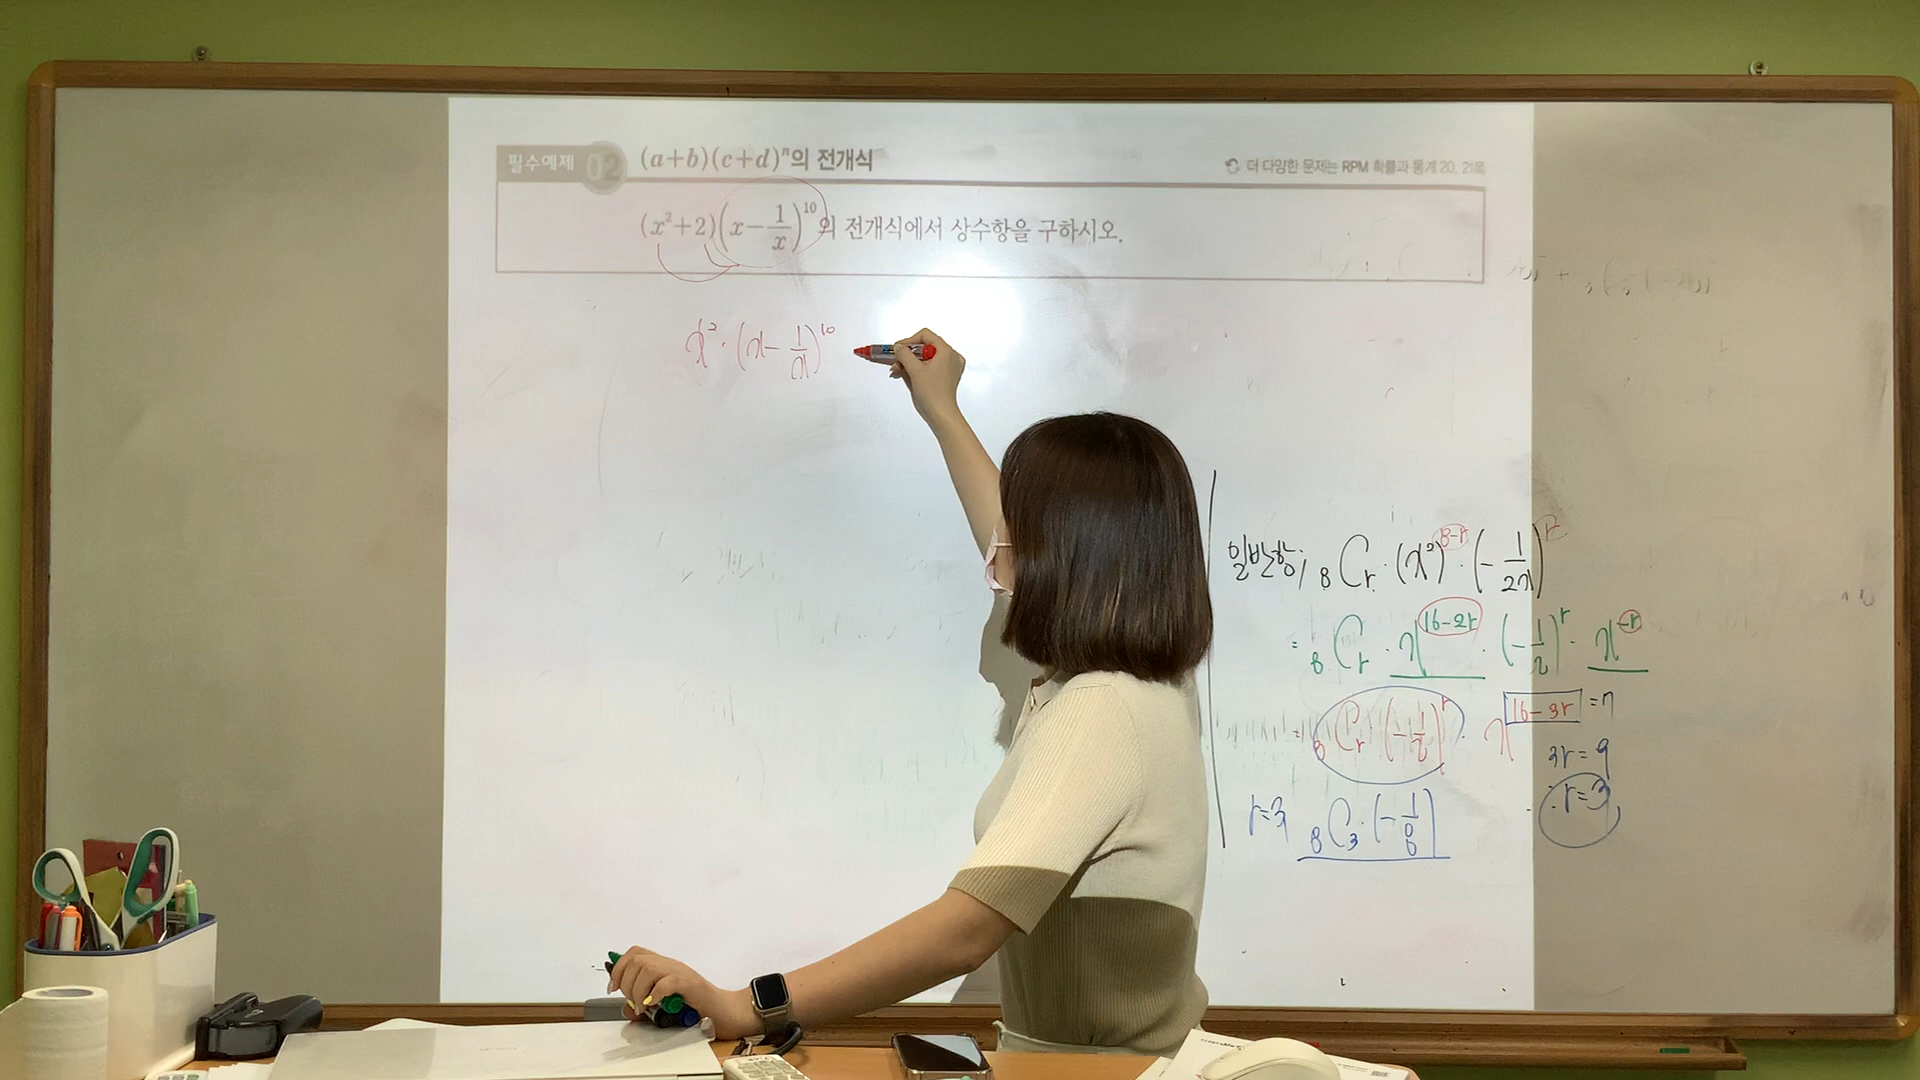 필수예제 02 (a+b)(c+d)ⁿ의 전개식
더 다양한 문제는 RPM 확률과 통계 20, 21쪽
(x²+2)(x-1/x)¹⁰의 전개식에서 상수항을 구하시오.
x²·(x-1/x)¹⁰
일반항; ₈Cᵣ·(x²)⁸⁻ʳ·(-1/2x)ʳ
= ₈Cᵣ·x¹⁶⁻²ʳ·(-1/2)ʳ·x⁻ʳ
= ₈Cᵣ(-1/2)ʳ·x¹⁶⁻³ʳ =7
3r=9
∴r=3
r=3 ₈C₃·(-1/8)